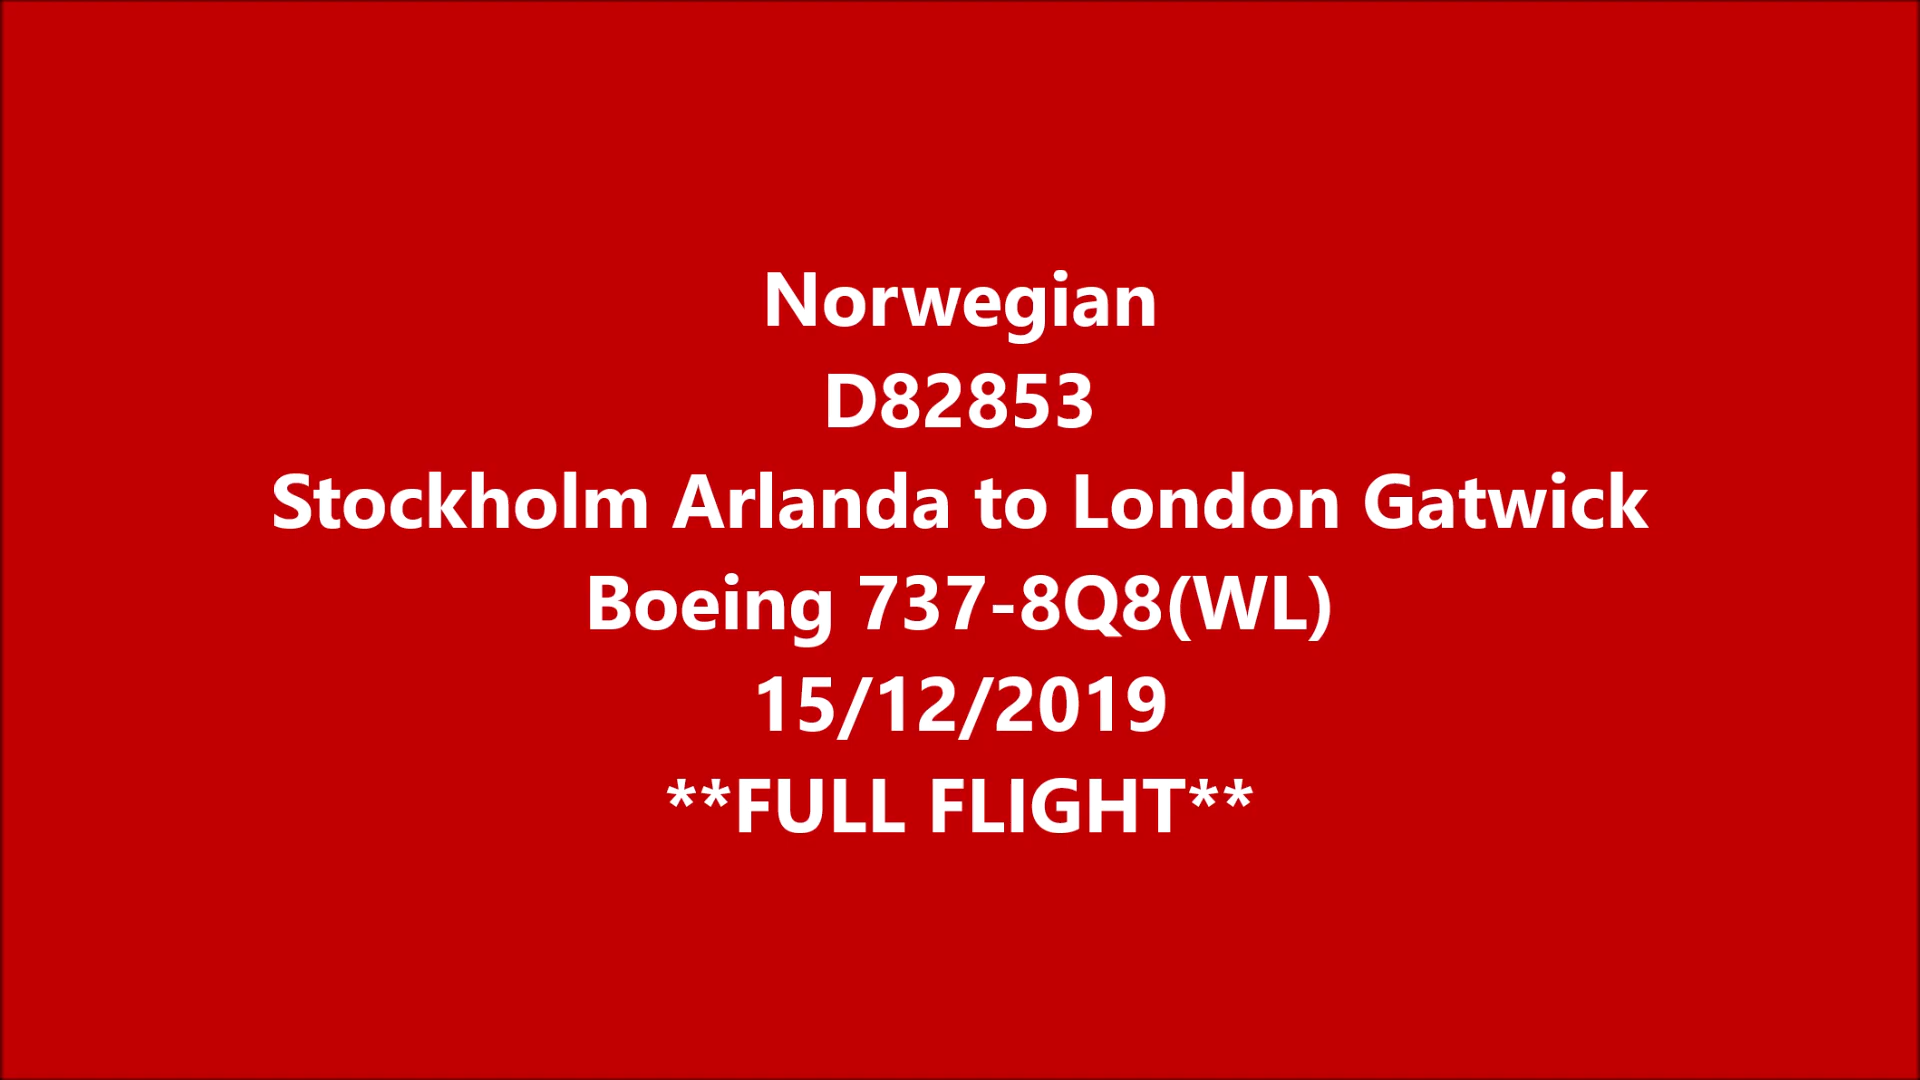 Norwegian
D82853
Stockholm Arlanda to London Gatwick
Boeing 737-8Q8(WL)
15/12/2019
**FULL FLIGHT**